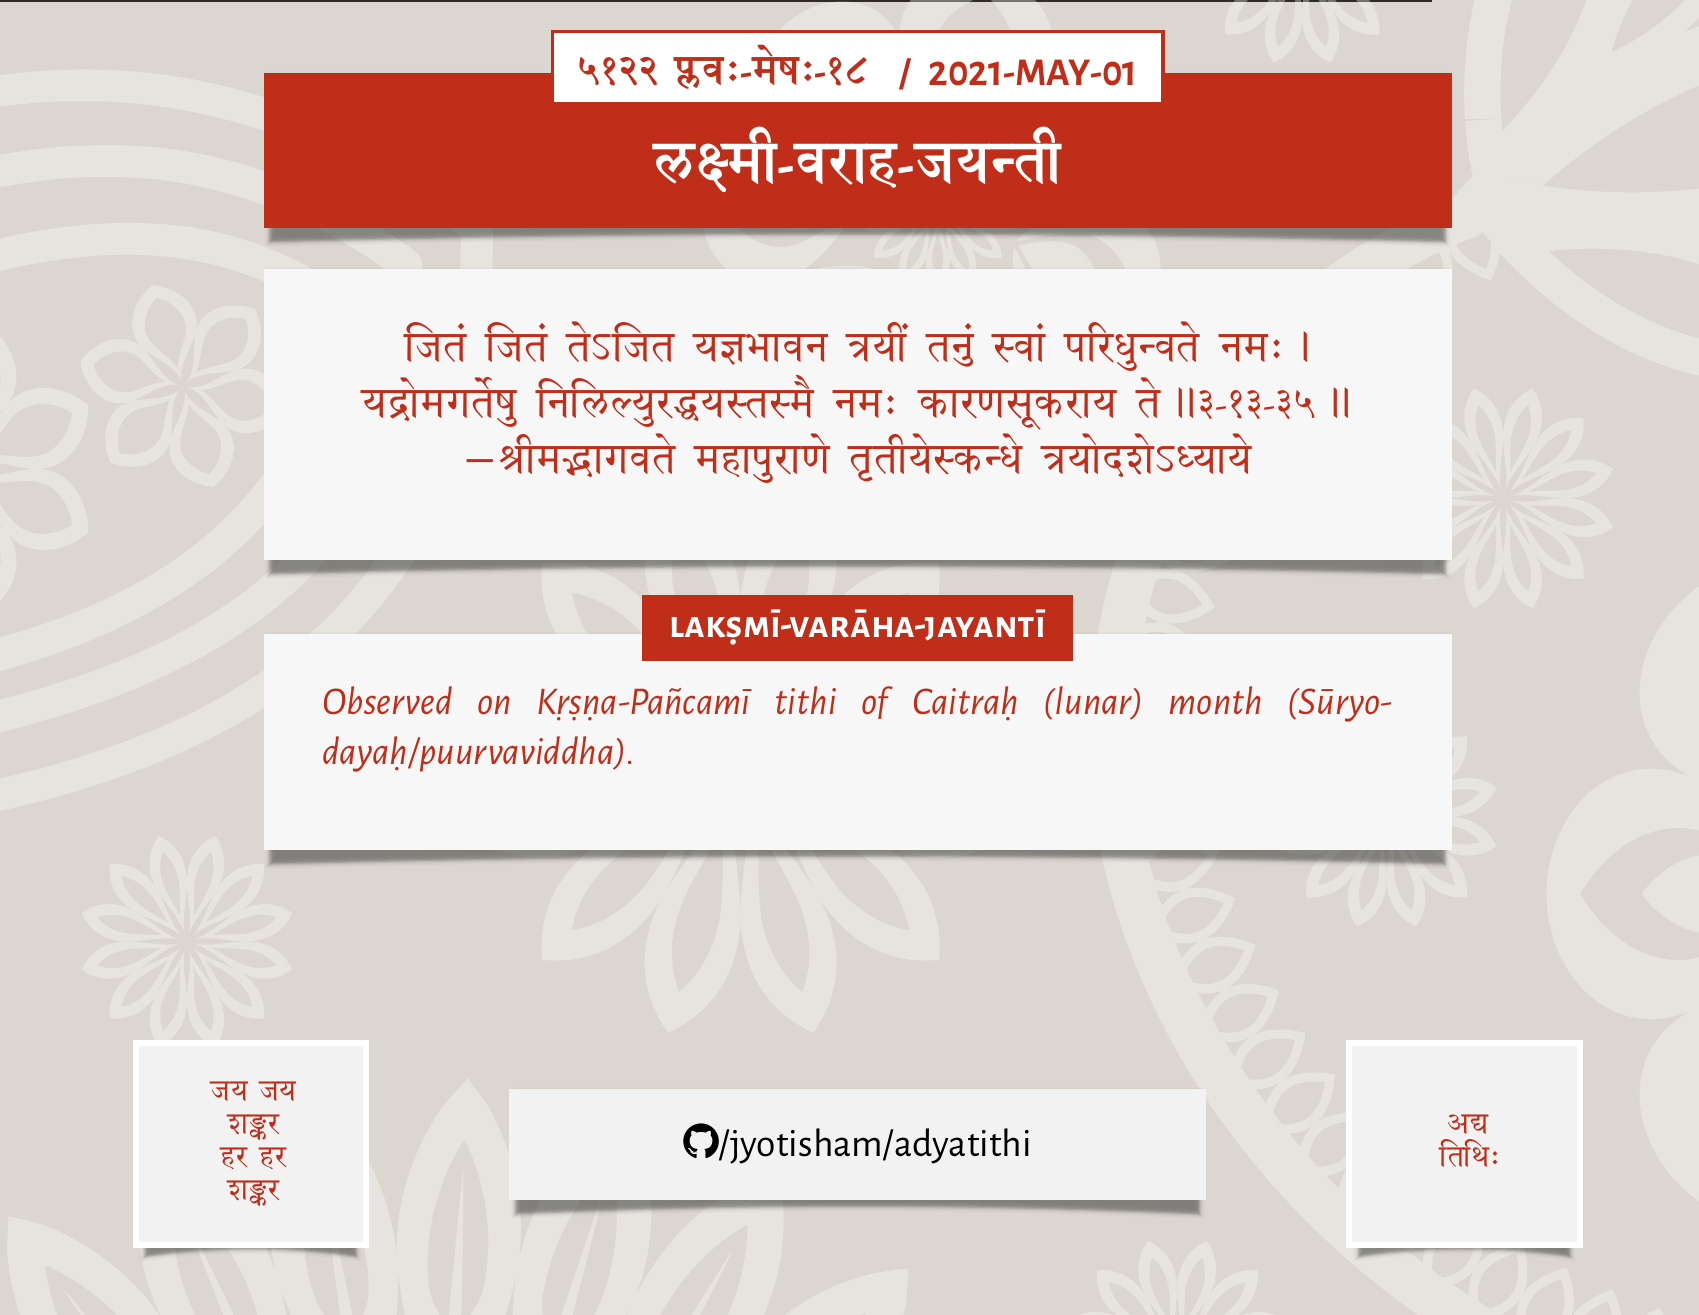 ५१२२ प्लवः-मेषः-१८ / 2021-MAY-01
लक्ष्मी-वराह-जयन्ती
जितं जितं तेऽजित यज्ञभावन त्रयीं तनुं स्वां परिधुन्वते नमः ।
यद्रोमगर्तेषु निलिल्युरद्धयस्तस्मै नमः कारणसूकराय ते ॥३-१३-३५ ॥
–श्रीमद्भागवते महापुराणे तृतीयेस्कन्धे त्रयोदशेऽध्याये
LAKṢMĪ-VARĀHA-JAYANTĪ
Observed on Kṛṣṇa-Pañcamī tithi of Caitraḥ (lunar) month (Sūryo-
dayaḥ/puurvaviddha).
जय जय
शङ्कर
हर हर
शङ्कर
/jyotisham/adyatithi
अद्य
तिथिः